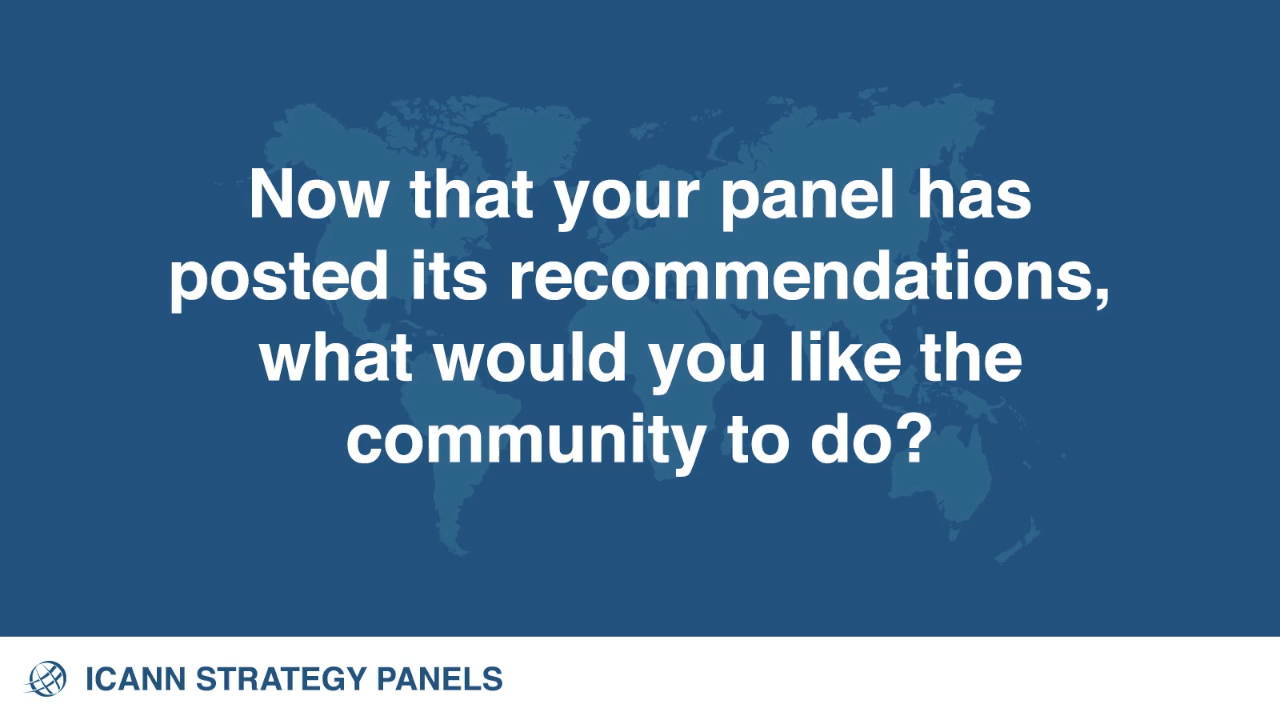 Now that your panel has
posted its recommendations,
what would you like the
community to do?
ICANN STRATEGY PANELS